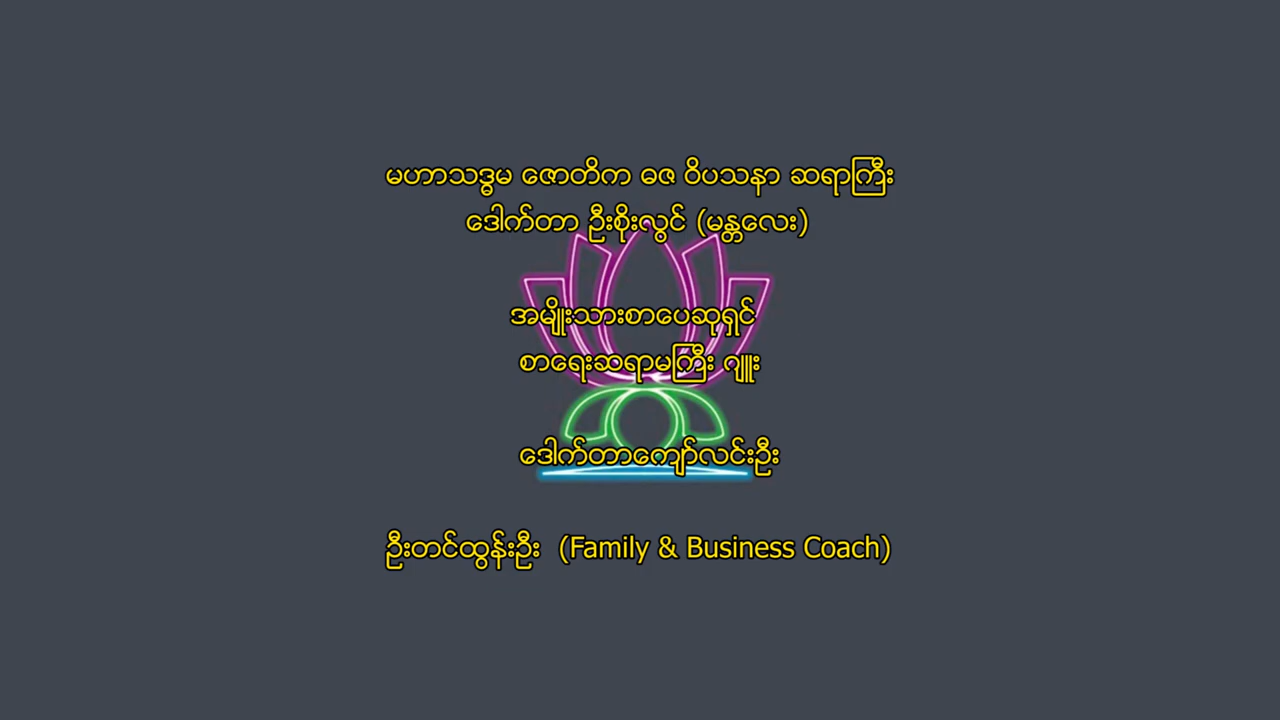 မဟာသဒ္ဓမ ဇောတိက ဓဇ ဝိပသနာ ဆရာကြီး
ဒေါက်တာ ဦးစိုးလွင် (မန္တလေး)
အမျိုးသားစာပေဆုရှင်
စာရေးဆရာမကြီး ဂျူး
ဒေါက်တာကျော်လင်းဦး
ဦးတင်ထွန်းဦး (Family & Business Coach)